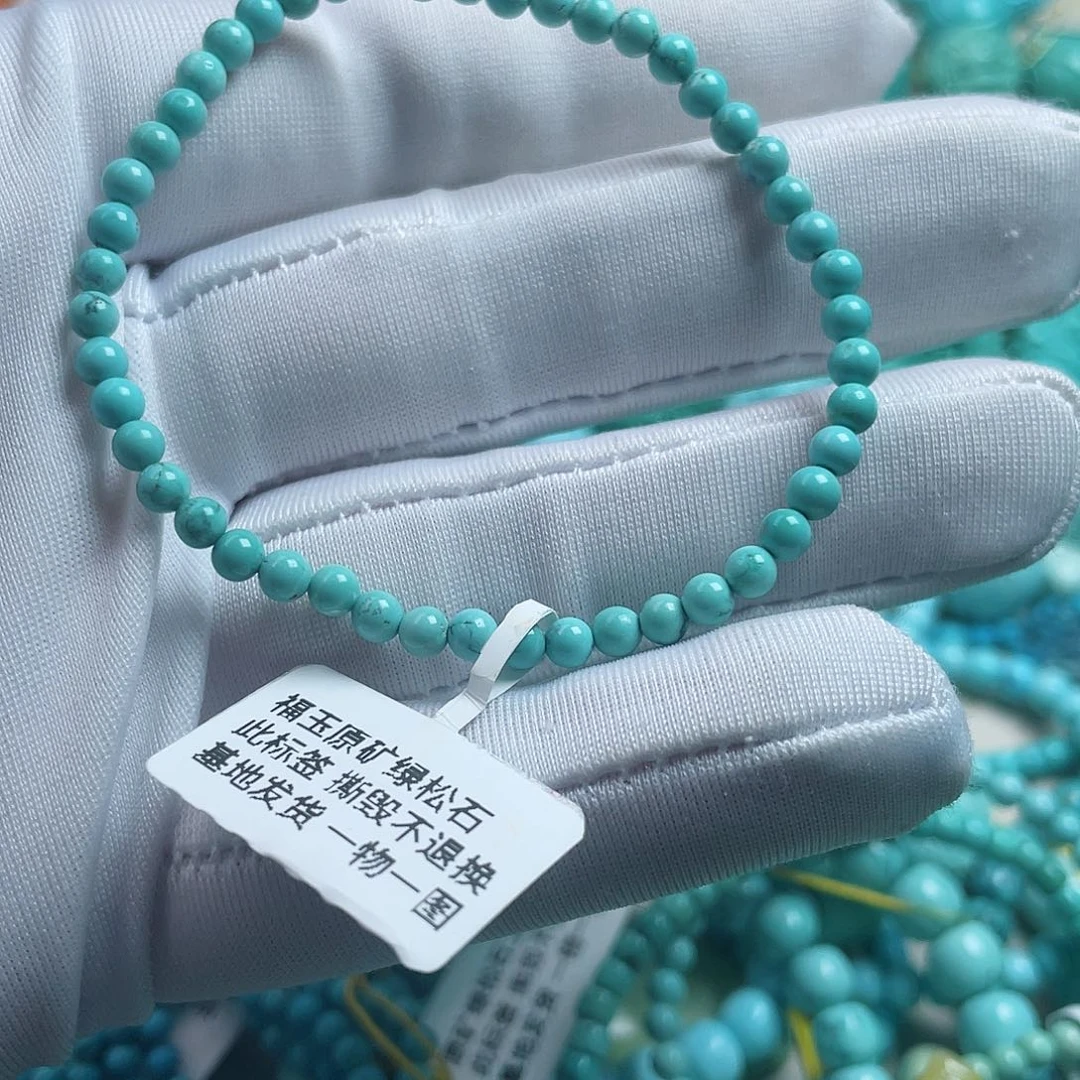 福玉原矿绿松石
此标签 撕毁不退换
基地发货 一物一图